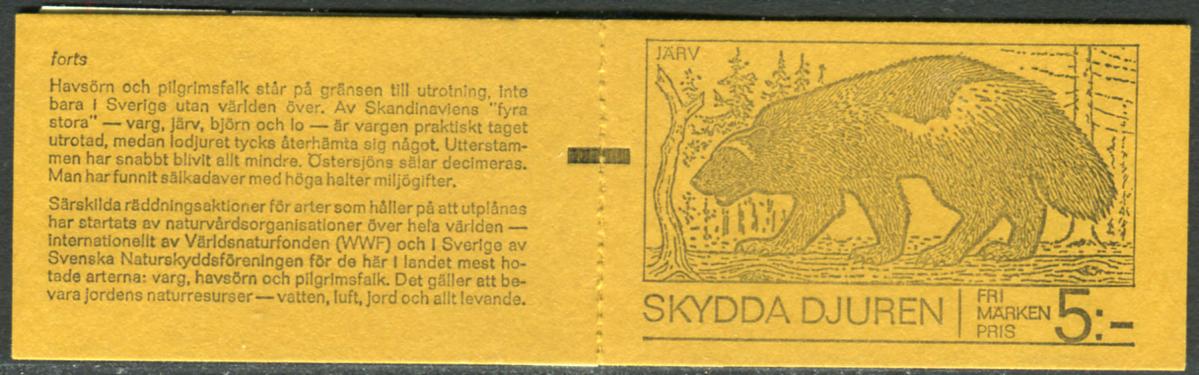 forts
Havsörn och pilgrimsfalk står på gränsen till utrotning, inte
bara i Sverige utan världen över. Av Skandinaviens "fyra
stora" — varg, järv, björn och lo — är vargen praktiskt taget
utrotad, medan lodjuret tycks återhämta sig något. Utterstam-
men har snabbt blivit allt mindre. Östersjöns sälar decimeras.
Man har funnit sälkadaver med höga halter miljögifter.
Särskilda räddningsaktioner för arter som håller på att utplånas
har startats av naturvårdsorganisationer över hela världen —
internationellt av Världsnaturfonden (WWF) och i Sverige av
Svenska Naturskyddsföreningen för de här i landet mest ho-
tade arterna: varg, havsörn och pilgrimsfalk. Det gäller att be-
vara jordens naturresurser — vatten, luft, jord och allt levande.
JÄRV
SKYDDA DJUREN
FRI
MÄRKEN
PRIS
5:-